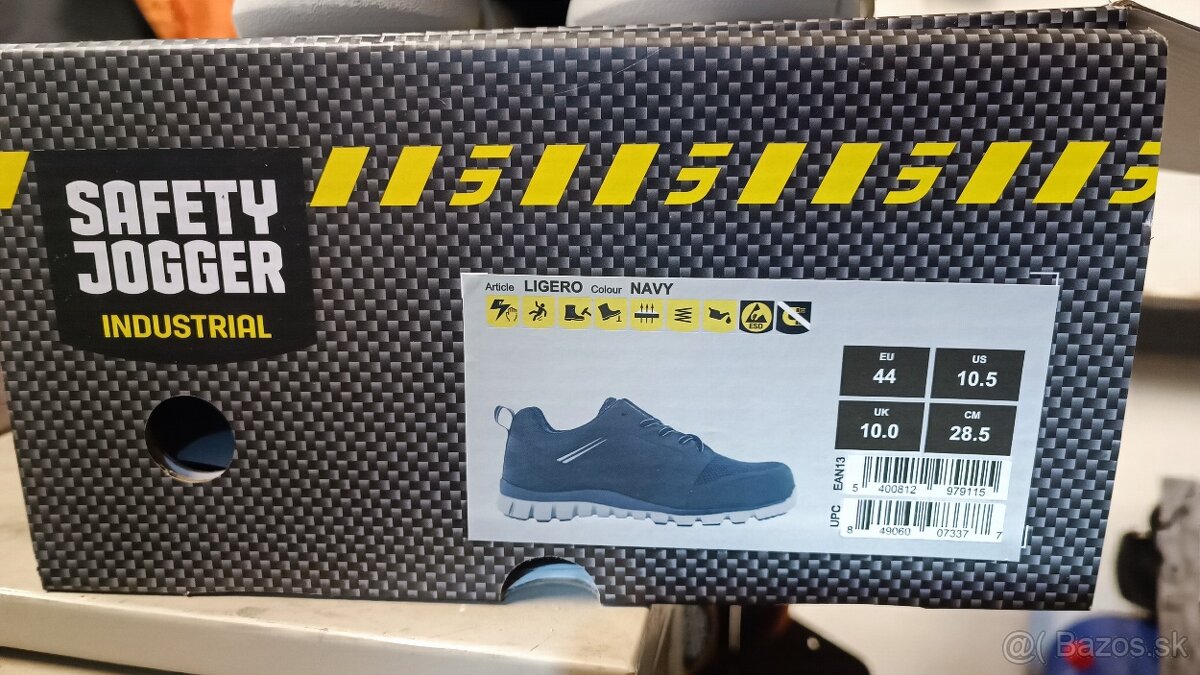 SAFETY
JOGGER
INDUSTRIAL
Article LIGERO Colour NAVY
ESD
EU
44
US
10.5
UK
10.0
CM
28.5
EAN13
5 400812 979115
UPC
8 49060 07337 7
@( Bazos.sk